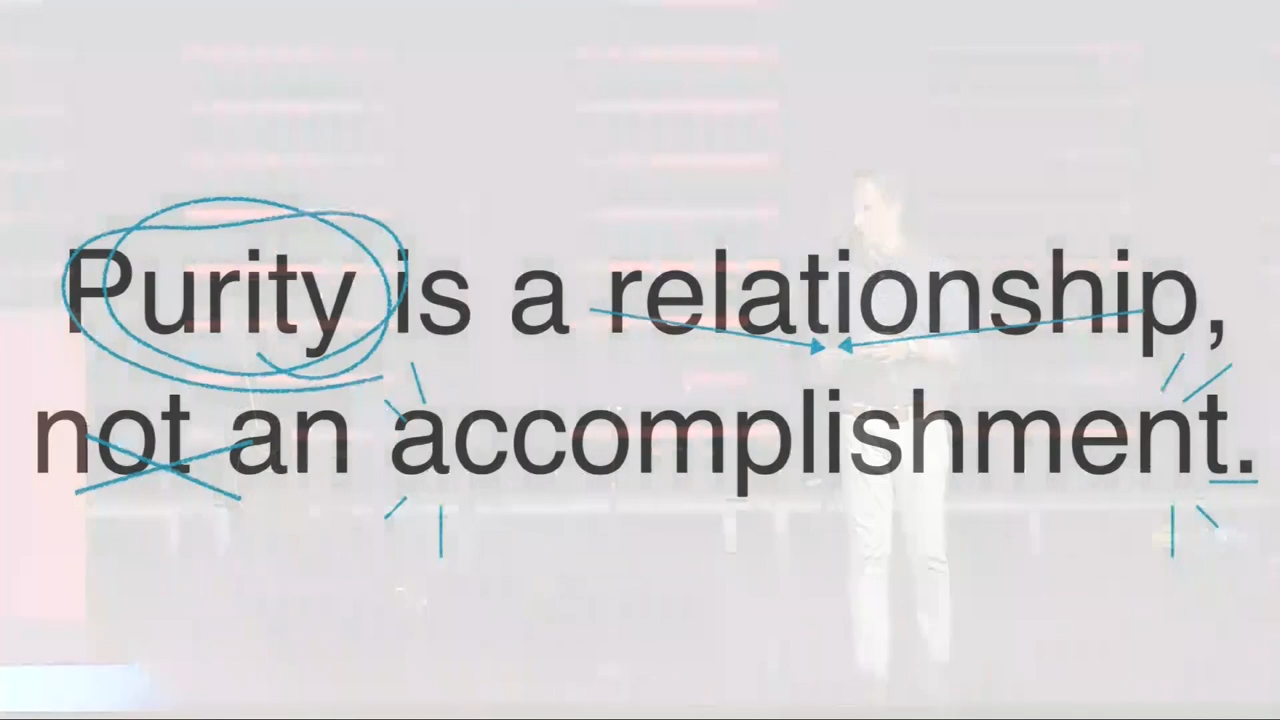 Purity is a relationship,
not an accomplishment.